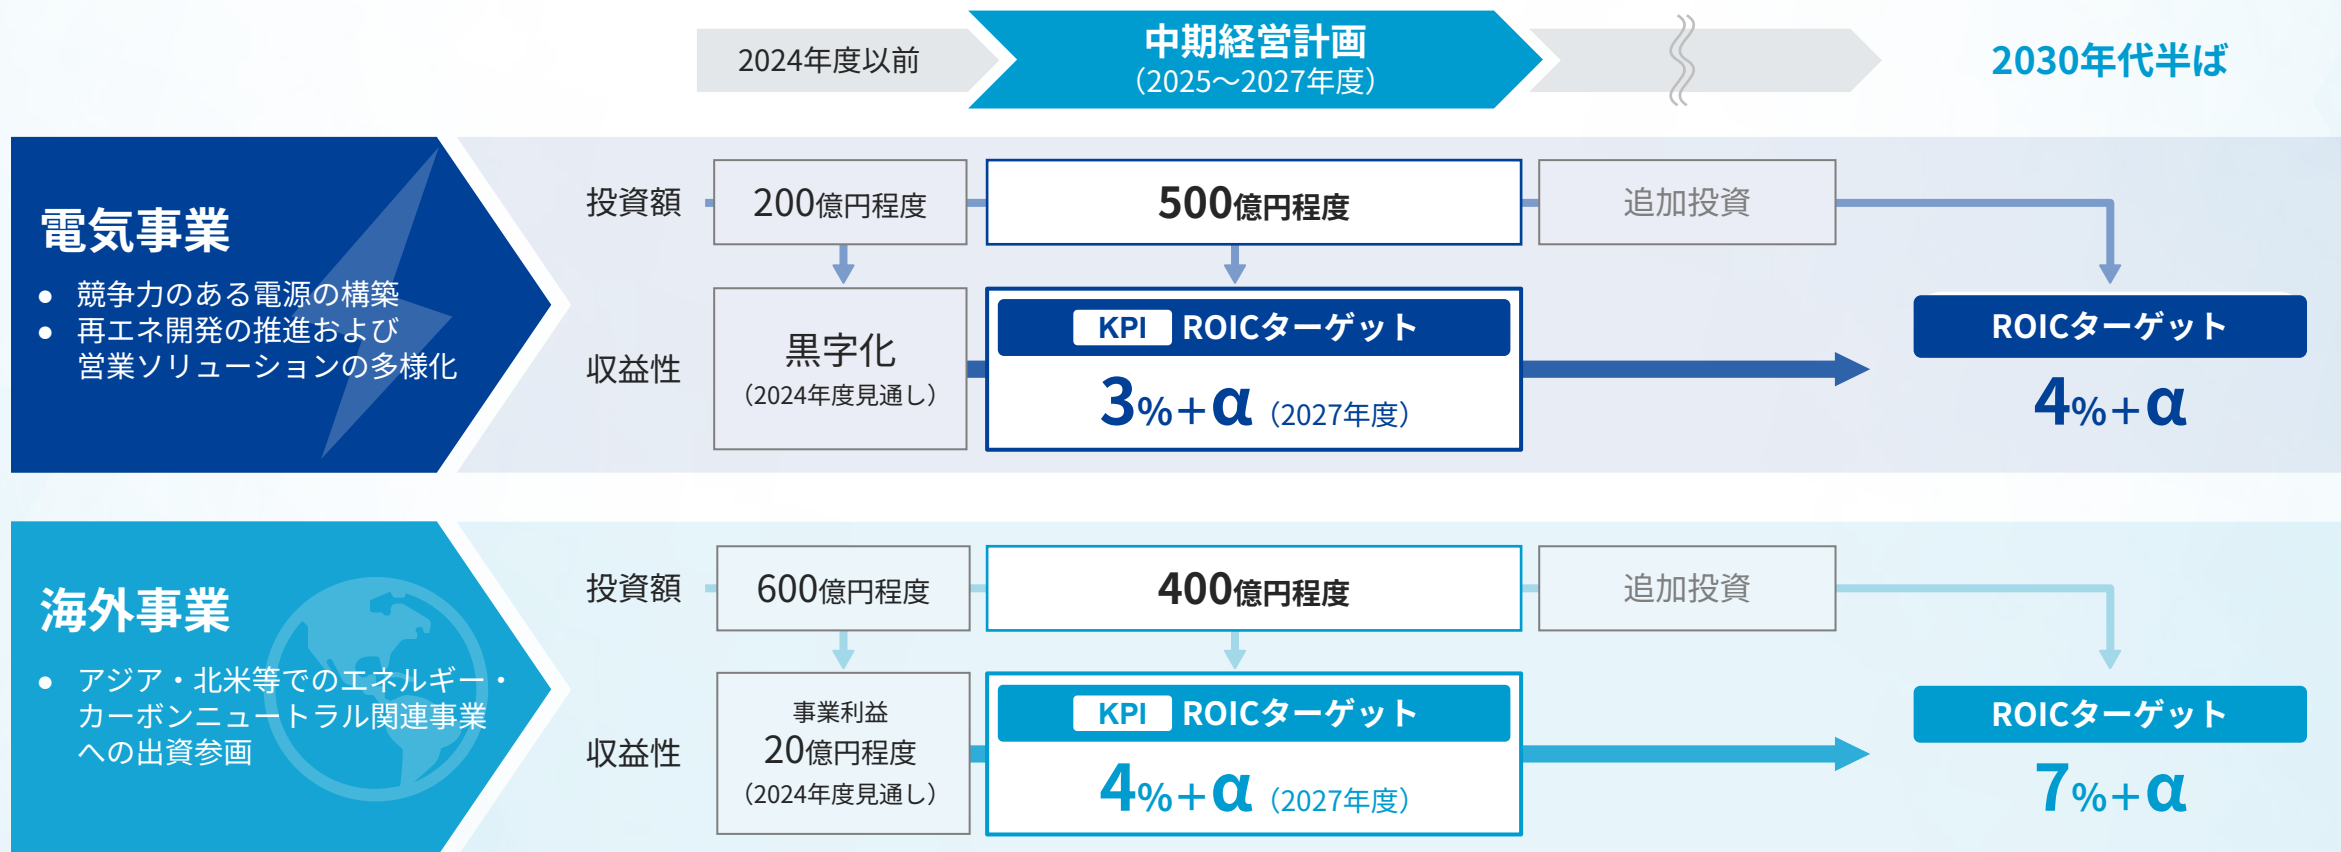 2024年度以前
中期経営計画
（2025～2027年度）
2030年代半ば
電気事業
● 競争力のある電源の構築
● 再エネ開発の推進および
営業ソリューションの多様化
投資額
200億円程度
500億円程度
追加投資
収益性
黒字化
（2024年度見通し）
KPI ROICターゲット
3%＋α（2027年度）
ROICターゲット
4%＋α
海外事業
● アジア・北米等でのエネルギー・
カーボンニュートラル関連事業
への出資参画
投資額
600億円程度
400億円程度
追加投資
収益性
事業利益
20億円程度
（2024年度見通し）
KPI ROICターゲット
4%＋α（2027年度）
ROICターゲット
7%＋α